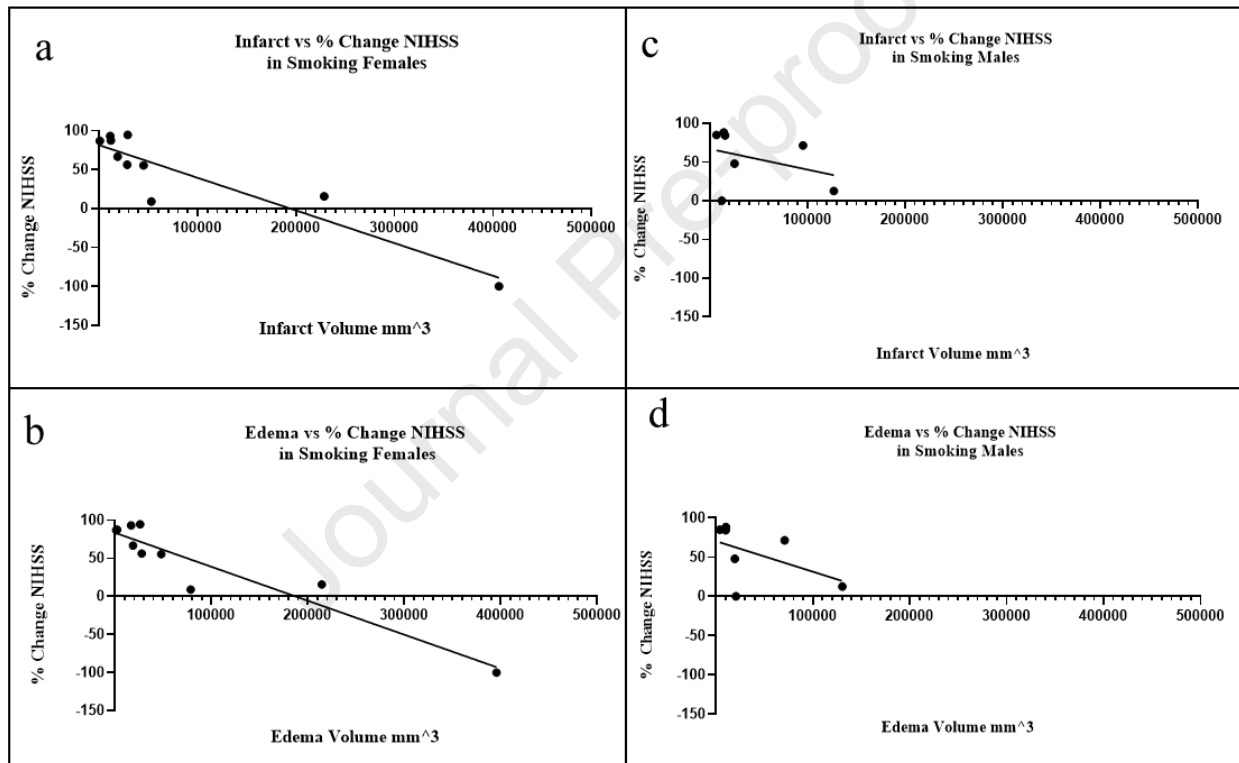 a
Infarct vs % Change NIHSS
in Smoking Females
% Change NIHSS
100
50
0
-50
-100
-150
100000
200000
300000
400000
500000
Infarct Volume mm^3
c
Infarct vs % Change NIHSS
in Smoking Males
% Change NIHSS
100
50
0
-50
-100
-150
100000
200000
300000
400000
500000
Infarct Volume mm^3
b
Edema vs % Change NIHSS
in Smoking Females
% Change NIHSS
100
50
0
-50
-100
-150
100000
200000
300000
400000
500000
Edema Volume mm^3
d
Edema vs % Change NIHSS
in Smoking Males
% Change NIHSS
100
50
0
-50
-100
-150
100000
200000
300000
400000
500000
Edema Volume mm^3
Journal Pre-proo